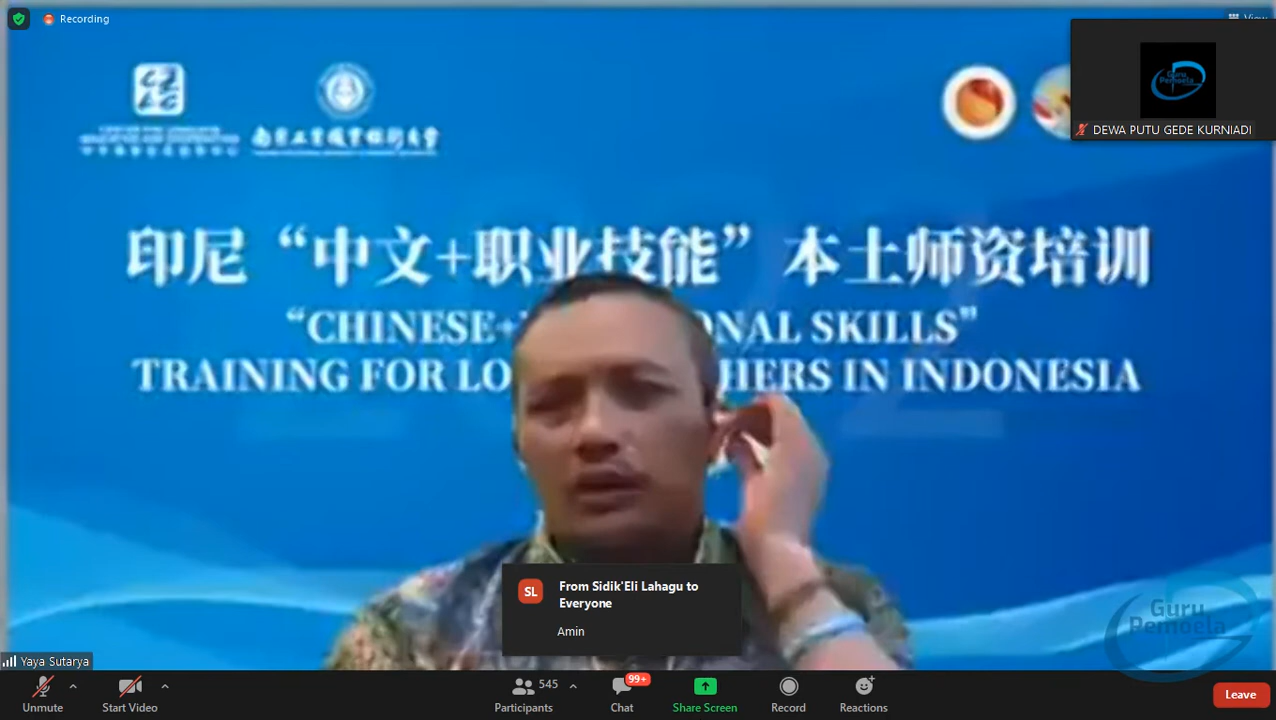 Recording
View
DEWA PUTU GEDE KURNIADI
印尼“中文+职业技能”本土师资培训
“CHINESE+ ONAL SKILLS”
TRAINING FOR LO HERS IN INDONESIA
SL
From Sidik'Eli Lahagu to
Everyone
Amin
Guru
Pemoela
Yaya Sutarya
Unmute
Start Video
545
Participants
99+
Chat
Share Screen
Record
Reactions
Leave